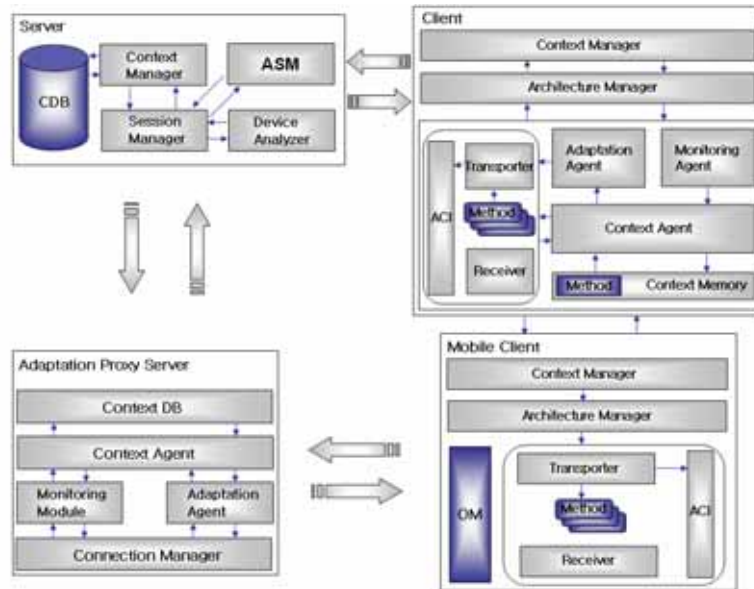 Server
CDB
Context
Manager
ASM
Session
Manager
Device
Analyzer
Client
Context Manager
Architecture Manager
ACI
Transporter
Method
Receiver
Adaptation
Agent
Monitoring
Agent
Context Agent
Method
Context Memory
Adaptation Proxy Server
Context DB
Context Agent
Monitoring
Module
Adaptation
Agent
Connection Manager
Mobile Client
Context Manager
Architecture Manager
OM
Transporter
Method
Receiver
ACI